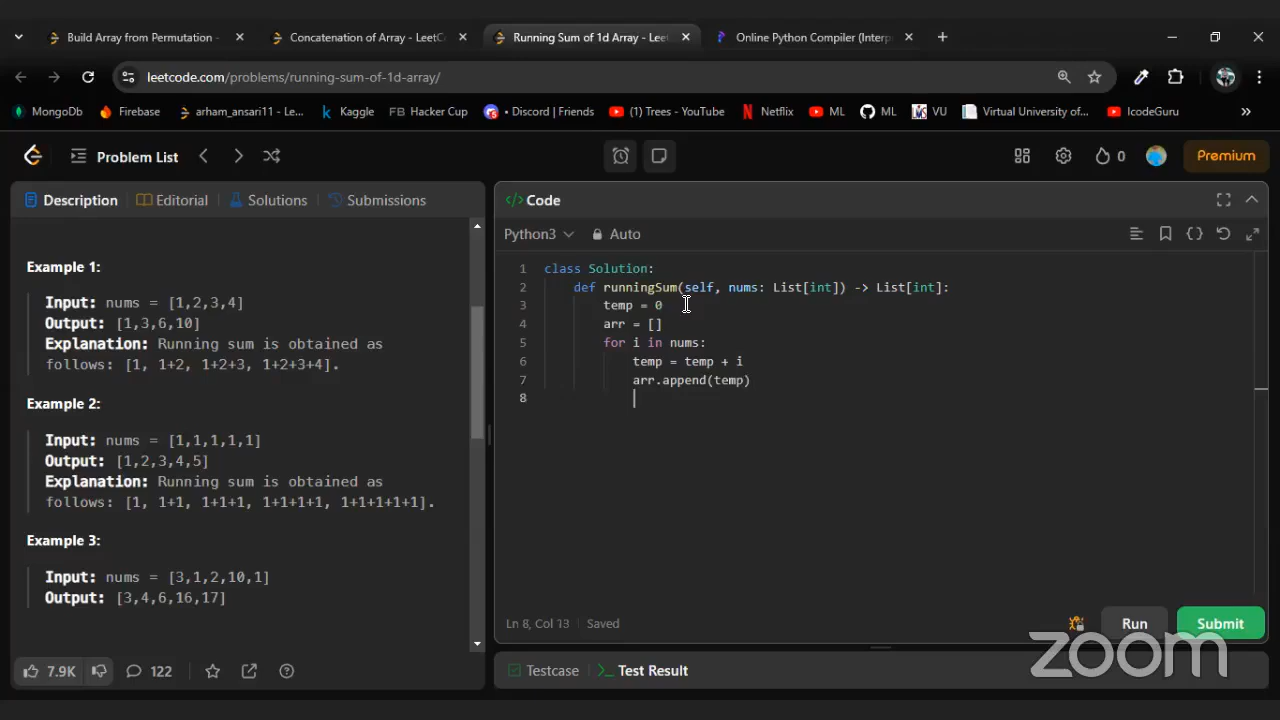 Build Array from Permutation -
Concatenation of Array - LeetC
Running Sum of 1d Array - Leet
Online Python Compiler (Interp
leetcode.com/problems/running-sum-of-1d-array/
MongoDB
Firebase
arham_ansari11 - Le...
Kaggle
FB Hacker Cup
• Discord | Friends
(1) Trees - YouTube
Netflix
ML
ML
VU
Virtual University of...
IcodeGuru
Problem List
0
Premium
Description
Editorial
Solutions
Submissions
Example 1:
Input: nums = [1,2,3,4]
Output: [1,3,6,10]
Explanation: Running sum is obtained as
follows: [1, 1+2, 1+2+3, 1+2+3+4].
Example 2:
Input: nums = [1,1,1,1,1]
Output: [1,2,3,4,5]
Explanation: Running sum is obtained as
follows: [1, 1+1, 1+1+1, 1+1+1+1, 1+1+1+1+1].
Example 3:
Input: nums = [3,1,2,10,1]
Output: [3,4,6,16,17]
7.9K
122
</> Code
Python3
Auto
1 class Solution:
2 def runningSum(self, nums: List[int]) -> List[int]:
3 temp = 0
4 arr = []
5 for i in nums:
6 temp = temp + i
7 arr.append(temp)
8
Ln 8, Col 13
Saved
Run
Submit
Testcase
>_ Test Result
zoom